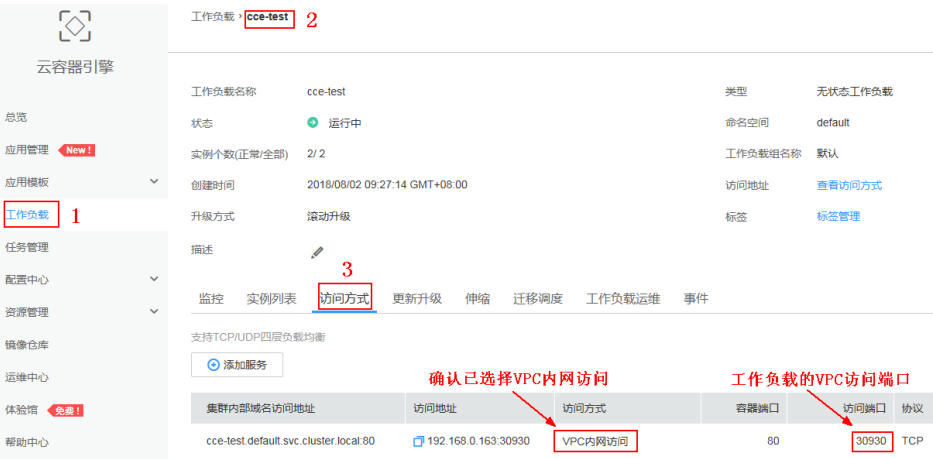 云容器引擎
总览
应用管理 New !
应用模板
工作负载 1
任务管理
配置中心
资源管理
镜像仓库
运维中心
体验馆 免费 !
帮助中心
工作负载 › cce-test 2
工作负载名称 cce-test 类型 无状态工作负载
状态 运行中 命名空间 default
实例个数(正常/全部) 2/ 2 工作负载组名称 默认
创建时间 2018/08/02 09:27:14 GMT+08:00 访问地址 查看访问方式
升级方式 滚动升级 标签 标签管理
描述
3
监控 实例列表 访问方式 更新升级 伸缩 迁移调度 工作负载运维 事件
支持TCP/UDP四层负载均衡
添加服务
确认已选择VPC内网访问 工作负载的VPC访问端口
集群内部域名访问地址 访问地址 访问方式 容器端口 访问端口 协议
cce-test.default.svc.cluster.local:80 192.168.0.163:30930 VPC内网访问 80 30930 TCP